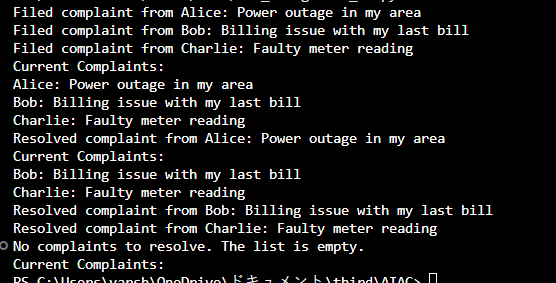 Filed complaint from Alice: Power outage in my area
Filed complaint from Bob: Billing issue with my last bill
Filed complaint from Charlie: Faulty meter reading
Current Complaints:
Alice: Power outage in my area
Bob: Billing issue with my last bill
Charlie: Faulty meter reading
Resolved complaint from Alice: Power outage in my area
Current Complaints:
Bob: Billing issue with my last bill
Charlie: Faulty meter reading
Resolved complaint from Bob: Billing issue with my last bill
Resolved complaint from Charlie: Faulty meter reading
No complaints to resolve. The list is empty.
Current Complaints:
PS C:\Users\vansh\OneDrive\ドキュメント\third\AIAC>